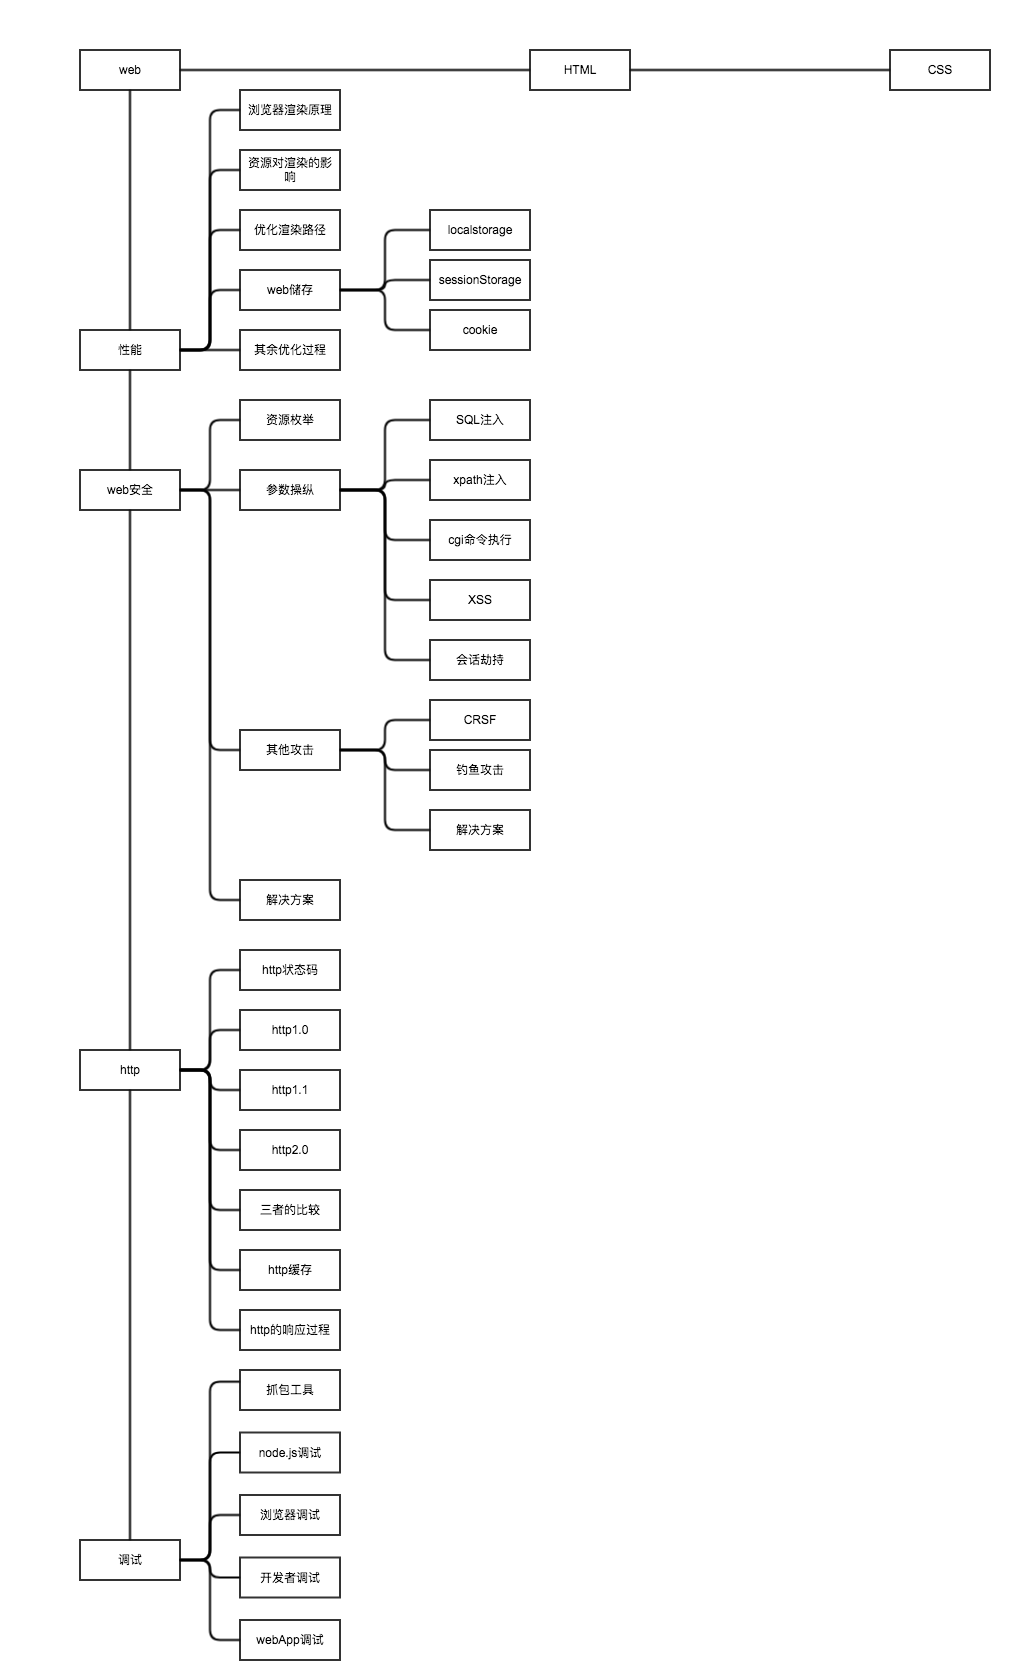 web
HTML
CSS
浏览器渲染原理
资源对渲染的影
响
优化渲染路径
localstorage
web储存
sessionStorage
cookie
性能
其余优化过程
资源枚举
SQL注入
web安全
参数操纵
xpath注入
cgi命令执行
XSS
会话劫持
CRSF
其他攻击
钓鱼攻击
解决方案
解决方案
http状态码
http1.0
http
http1.1
http2.0
三者的比较
http缓存
http的响应过程
抓包工具
node.js调试
浏览器调试
调试
开发者调试
webApp调试